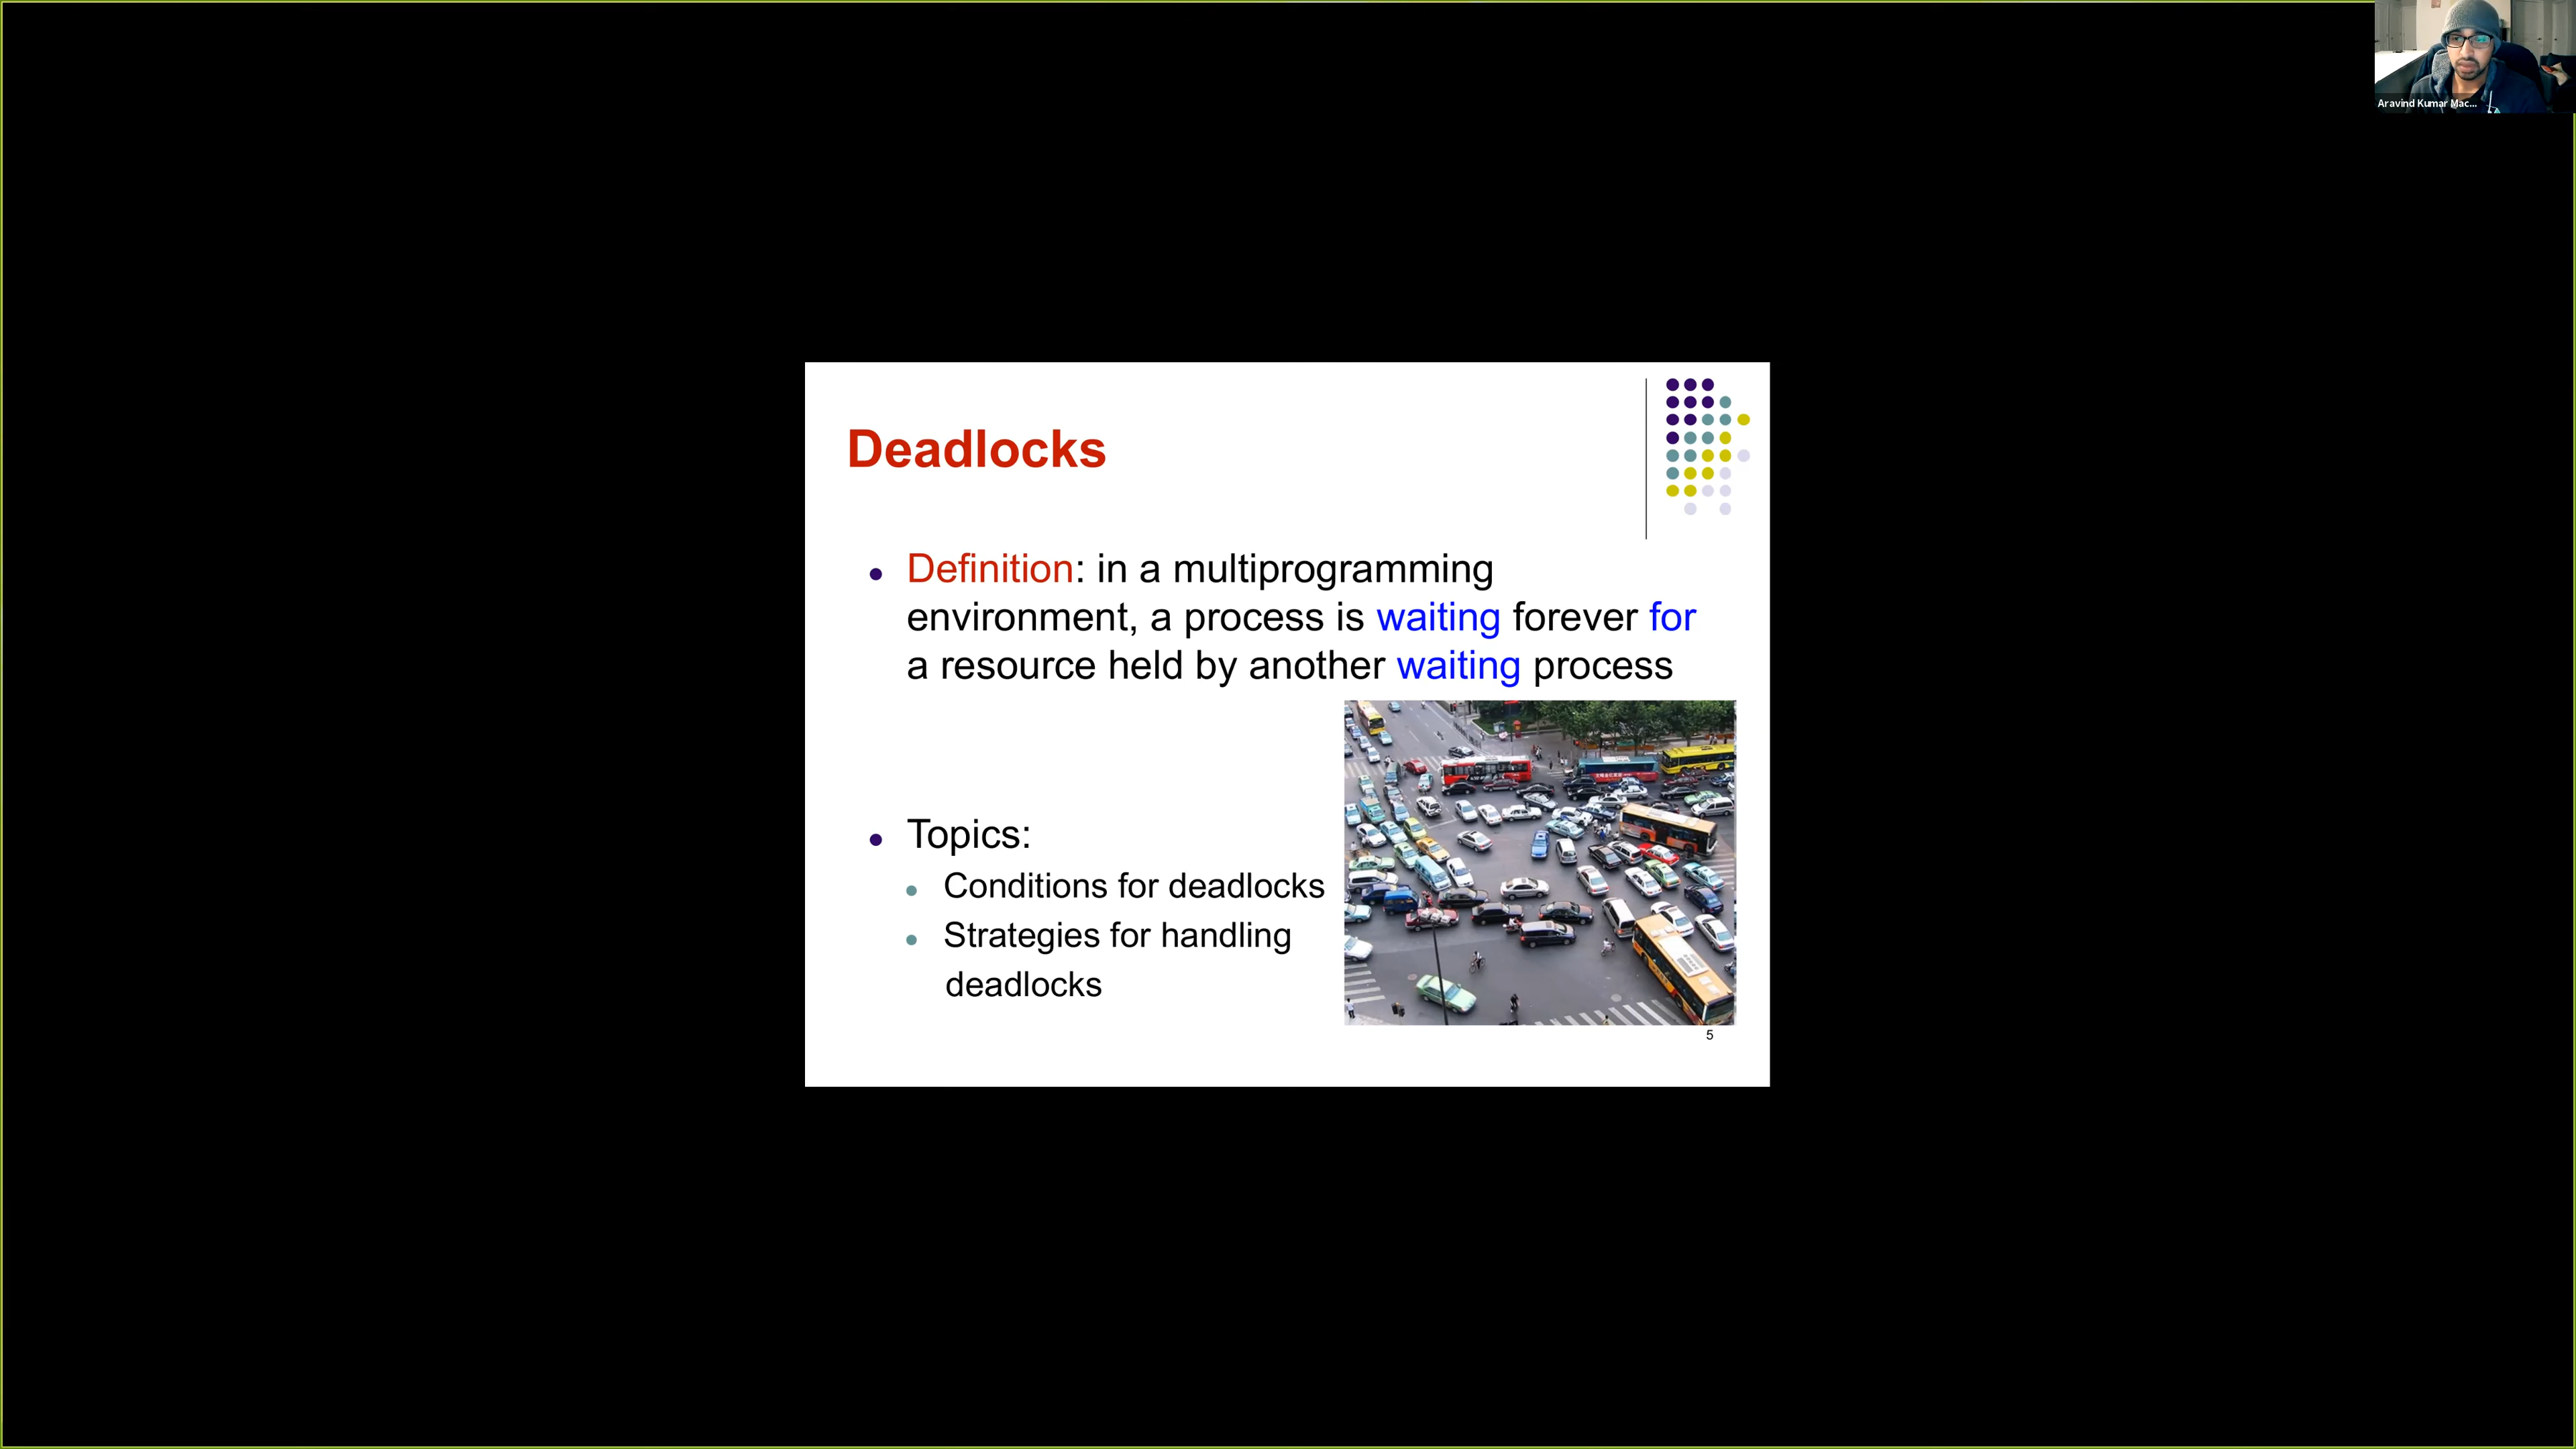 Aravind Kumar Mac...
Deadlocks
Definition: in a multiprogramming
environment, a process is waiting forever for
a resource held by another waiting process
Topics:
Conditions for deadlocks
Strategies for handling
deadlocks
5